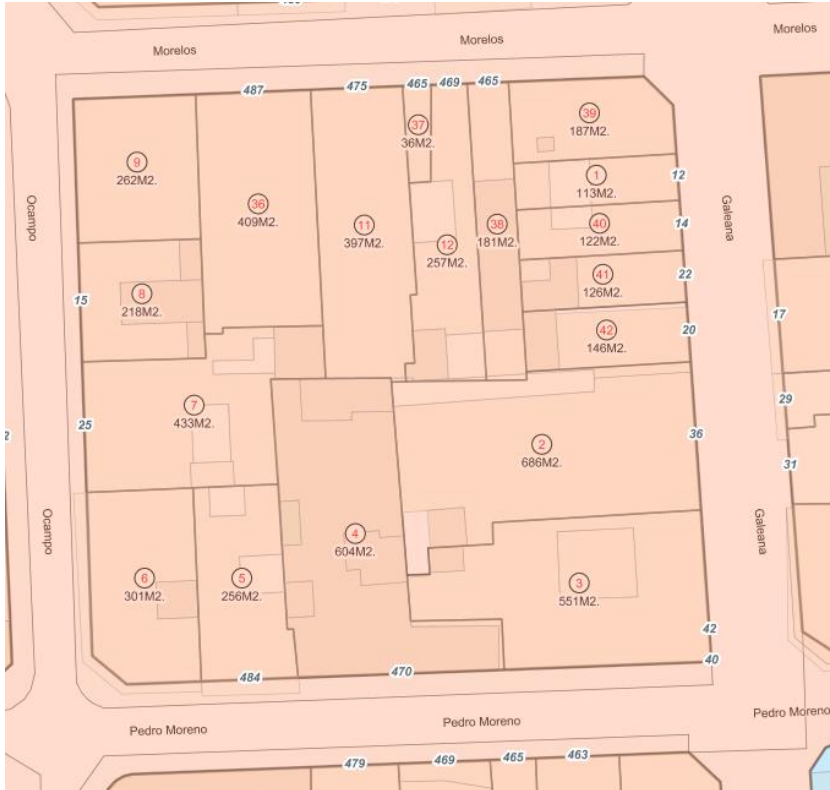 Morelos
Morelos
Morelos
487
475
465
469
465
37
36M2.
39
187M2.
9
262M2.
1
113M2.
12
36
409M2.
11
397M2.
38
181M2.
40
122M2.
14
Ocampo
Galeana
12
257M2.
41
126M2.
22
15
8
218M2.
42
146M2.
20
17
7
433M2.
25
29
2
686M2.
36
31
Ocampo
4
604M2.
Galeana
6
301M2.
5
256M2.
3
551M2.
42
40
484
470
Pedro Moreno
Pedro Moreno
Pedro Moreno
479
469
465
463